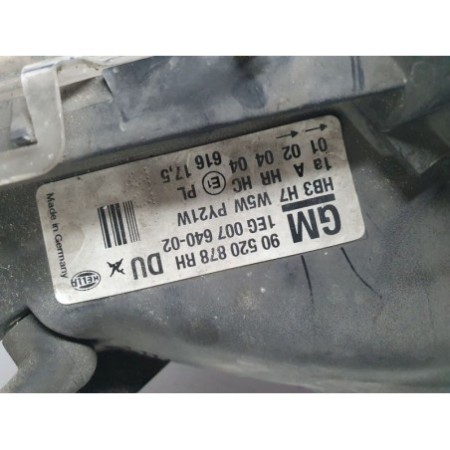 GM 90 520 878 RH DU
1EG 007 640-02
HB3 H7 W5W PY21W
1a A HR HC E1 PL
01 02 04 04 616 17,5
HELLA
Made in Germany